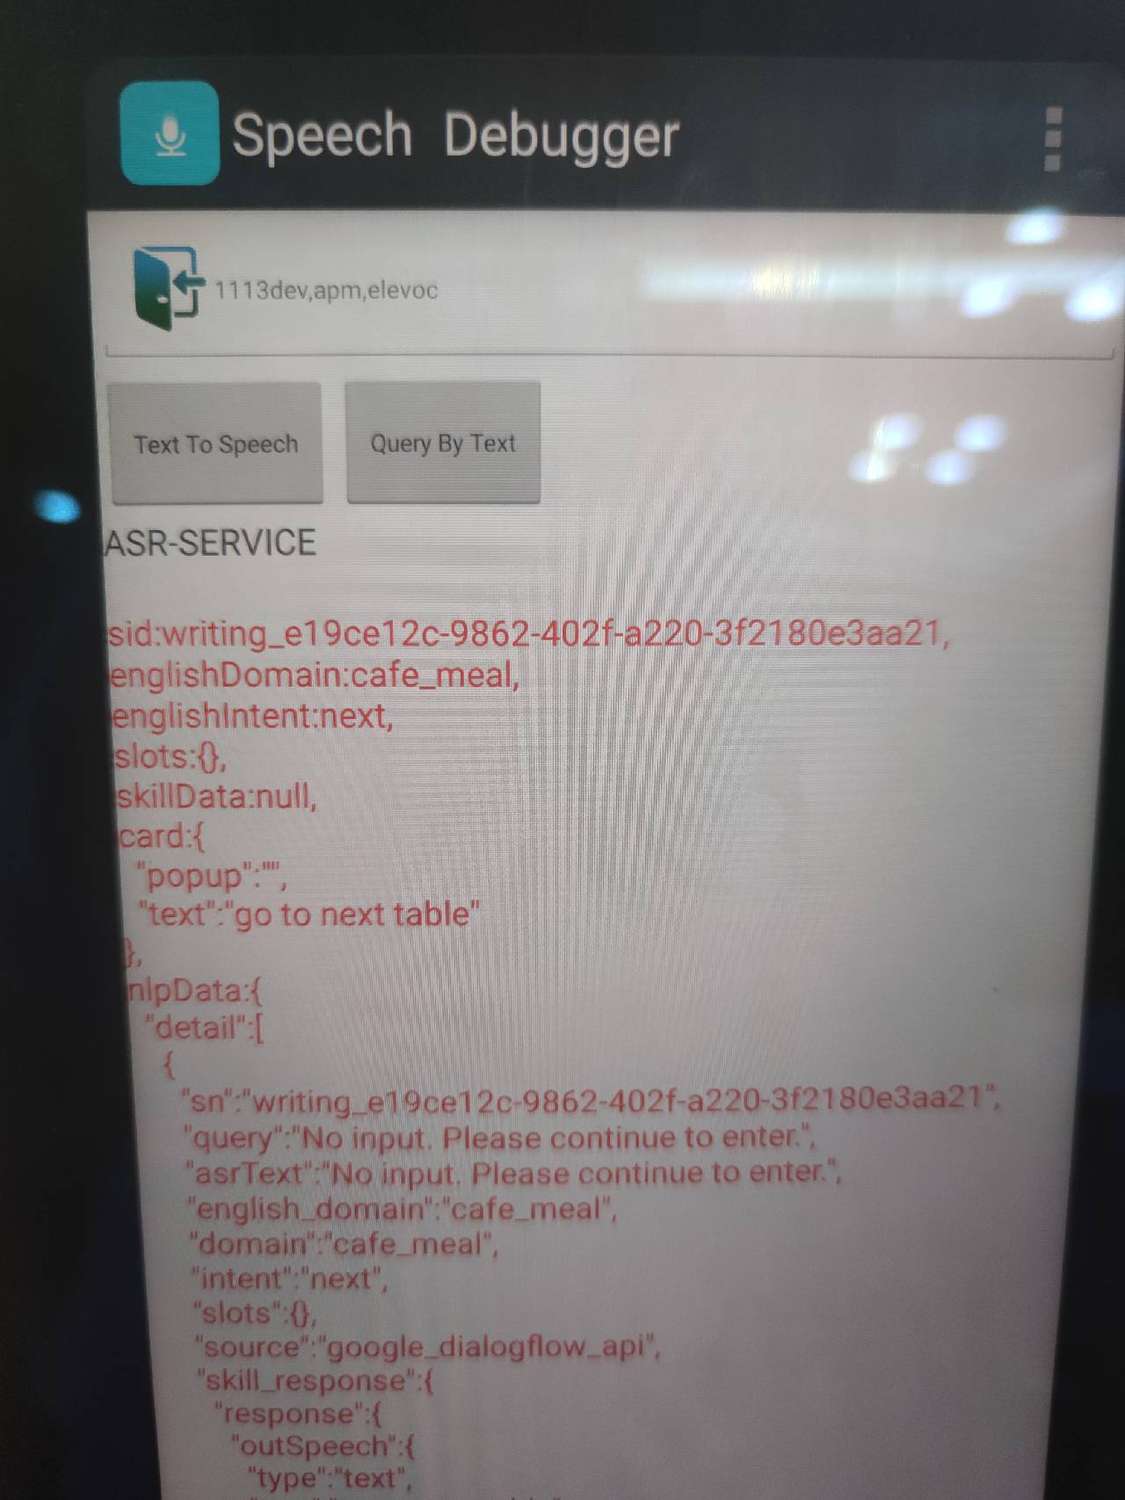 Speech Debugger
1113dev,apm,elevoc
Text To Speech
Query By Text
ASR-SERVICE
sid:writing_e19ce12c-9862-402f-a220-3f2180e3aa21,
englishDomain:cafe_meal,
englishIntent:next,
slots:{},
skillData:null,
card:{
"popup":"",
"text":"go to next table"
},
nlpData:{
"detail":[
{
"sn":"writing_e19ce12c-9862-402f-a220-3f2180e3aa21",
"query":"No input. Please continue to enter.",
"asrText":"No input. Please continue to enter.",
"english_domain":"cafe_meal",
"domain":"cafe_meal",
"intent":"next",
"slots":{},
"source":"google_dialogflow_api",
"skill_response":{
"response":{
"outSpeech":{
"type":"text",